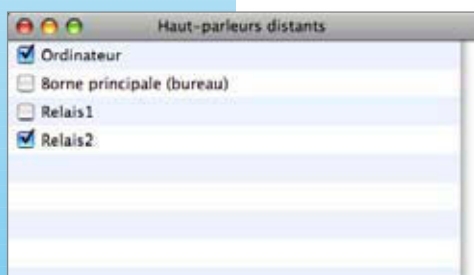 Haut-parleurs distants
Ordinateur
Borne principale (bureau)
Relais1
Relais2